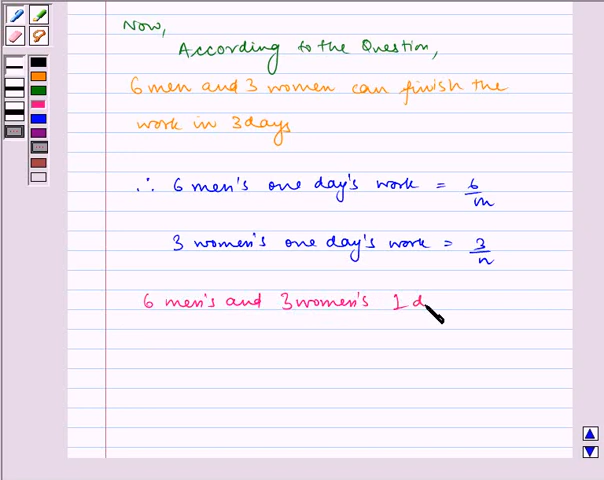 Now,
According to the Question,
6 men and 3 women can finish the
work in 3 days
∴ 6 men's one day's work = 6/m
3 women's one day's work = 3/n
6 men's and 3 women's 1 d